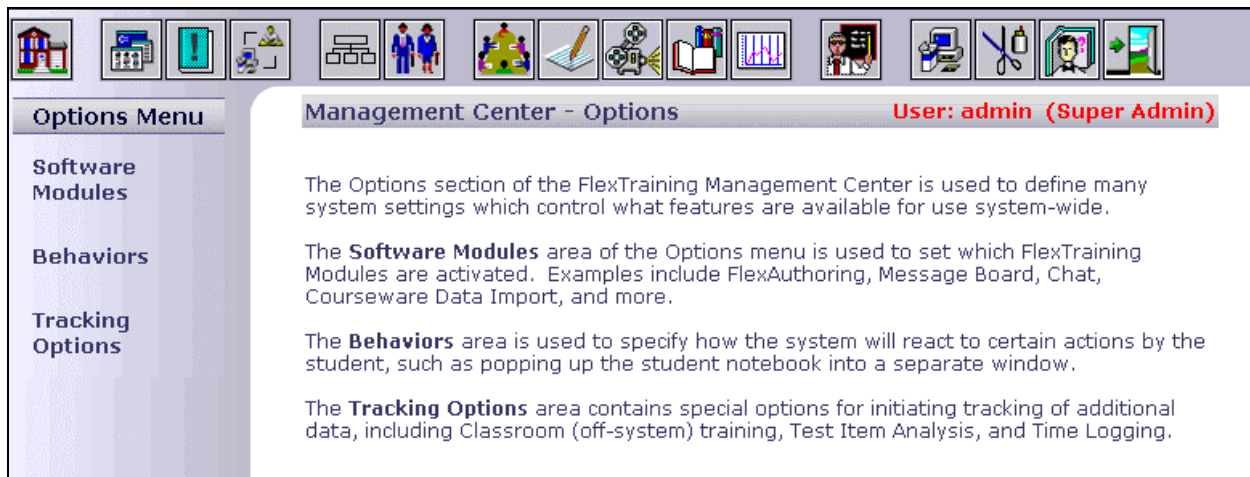 Options Menu
Software
Modules
Behaviors
Tracking
Options
Management Center - Options
User: admin (Super Admin)
The Options section of the FlexTraining Management Center is used to define many
system settings which control what features are available for use system-wide.
The Software Modules area of the Options menu is used to set which FlexTraining
Modules are activated. Examples include FlexAuthoring, Message Board, Chat,
Courseware Data Import, and more.
The Behaviors area is used to specify how the system will react to certain actions by the
student, such as popping up the student notebook into a separate window.
The Tracking Options area contains special options for initiating tracking of additional
data, including Classroom (off-system) training, Test Item Analysis, and Time Logging.